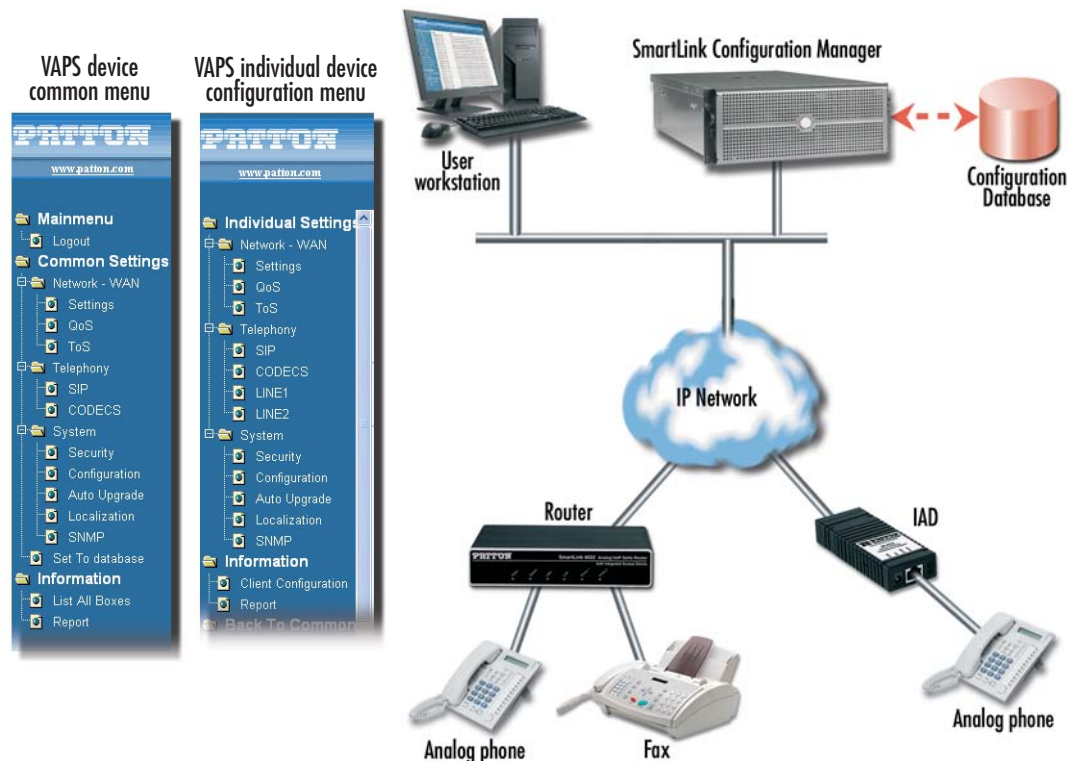 VAPS device
common menu
PATTON
www.patton.com
Mainmenu
Logout
Common Settings
Network - WAN
Settings
QoS
ToS
Telephony
SIP
CODECS
System
Security
Configuration
Auto Upgrade
Localization
SNMP
Set To database
Information
List All Boxes
Report
VAPS individual device
configuration menu
PATTON
www.patton.com
Individual Settings
Network - WAN
Settings
QoS
ToS
Telephony
SIP
CODECS
LINE1
LINE2
System
Security
Configuration
Auto Upgrade
Localization
SNMP
Information
Client Configuration
Report
Back To Common
User
workstation
SmartLink Configuration Manager
Configuration
Database
IP Network
Router
PATTON
IAD
Analog phone
Fax
Analog phone